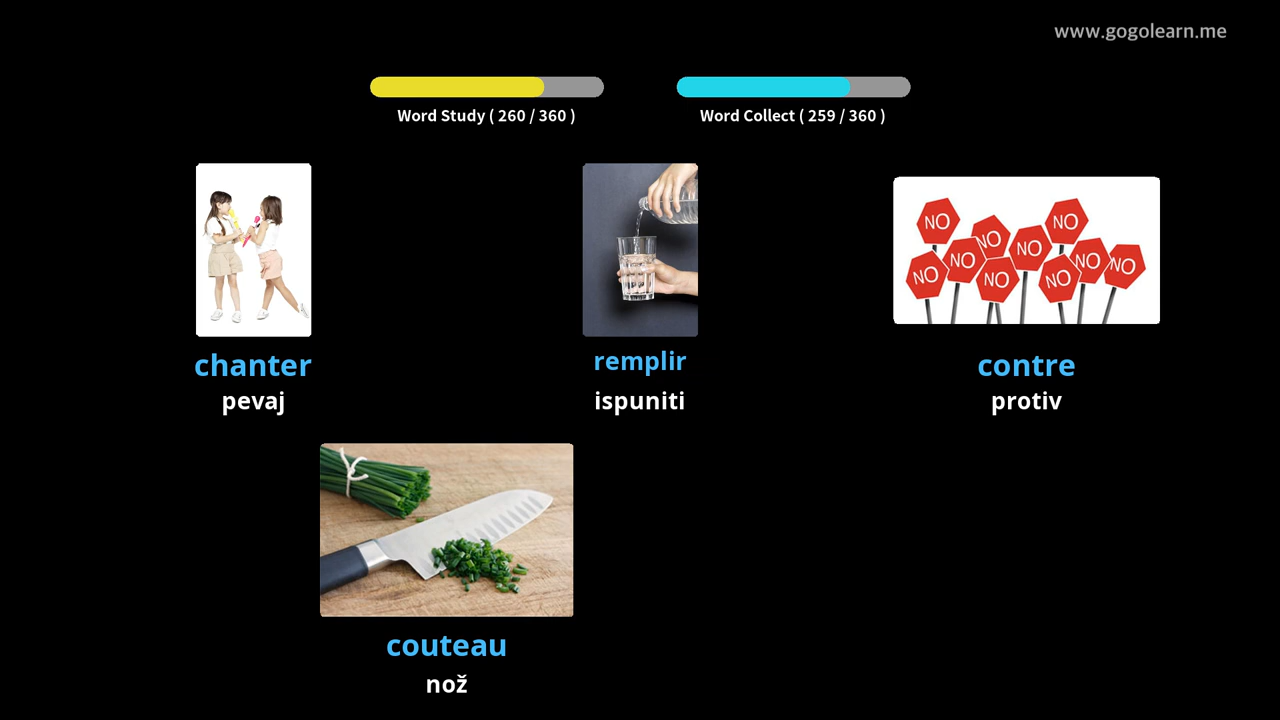 www.gogolearn.me
Word Study ( 260 / 360 )
Word Collect ( 259 / 360 )
NO
NO
NO
NO
NO
NO
NO
NO
NO
NO
chanter
pevaj
remplir
ispuniti
contre
protiv
couteau
nož